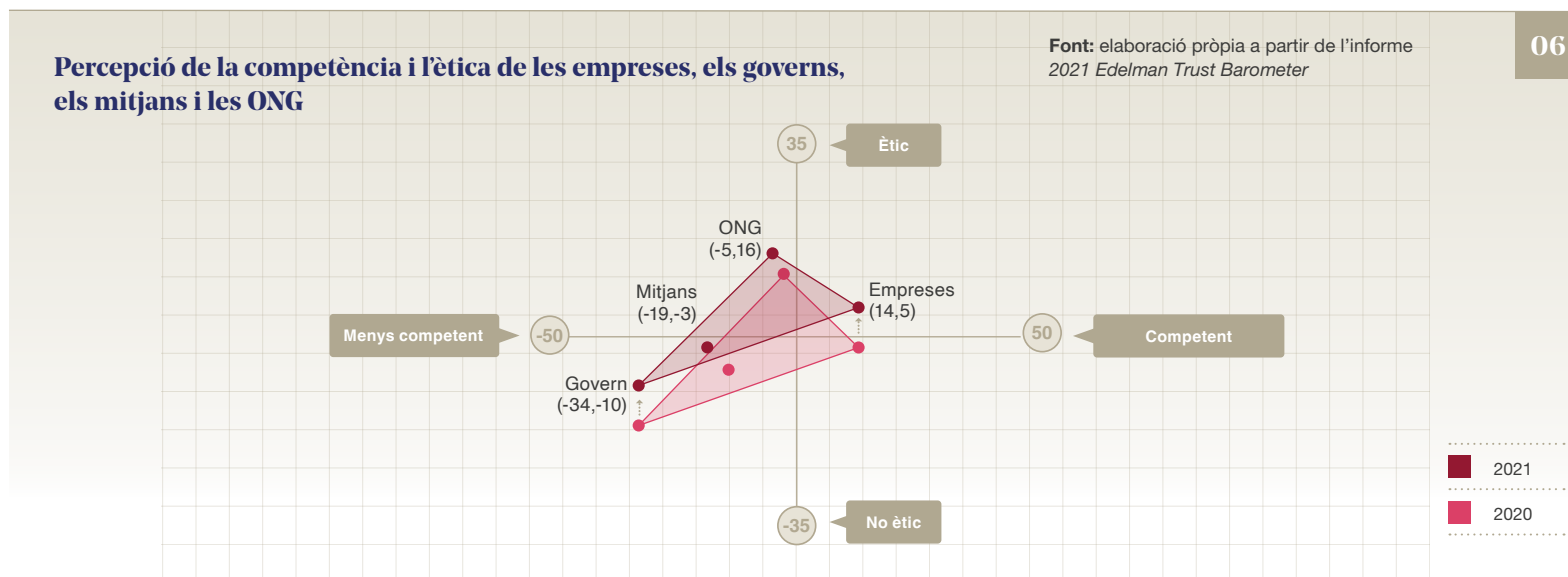 Percepció de la competència i l'ètica de les empreses, els governs,
els mitjans i les ONG
Font: elaboració pròpia a partir de l'informe
2021 Edelman Trust Barometer
06
35
Ètic
ONG
(-5,16)
Mitjans
(-19,-3)
Empreses
(14,5)
Menys competent
-50
50
Competent
Govern
(-34,-10)
-35
No ètic
2021
2020